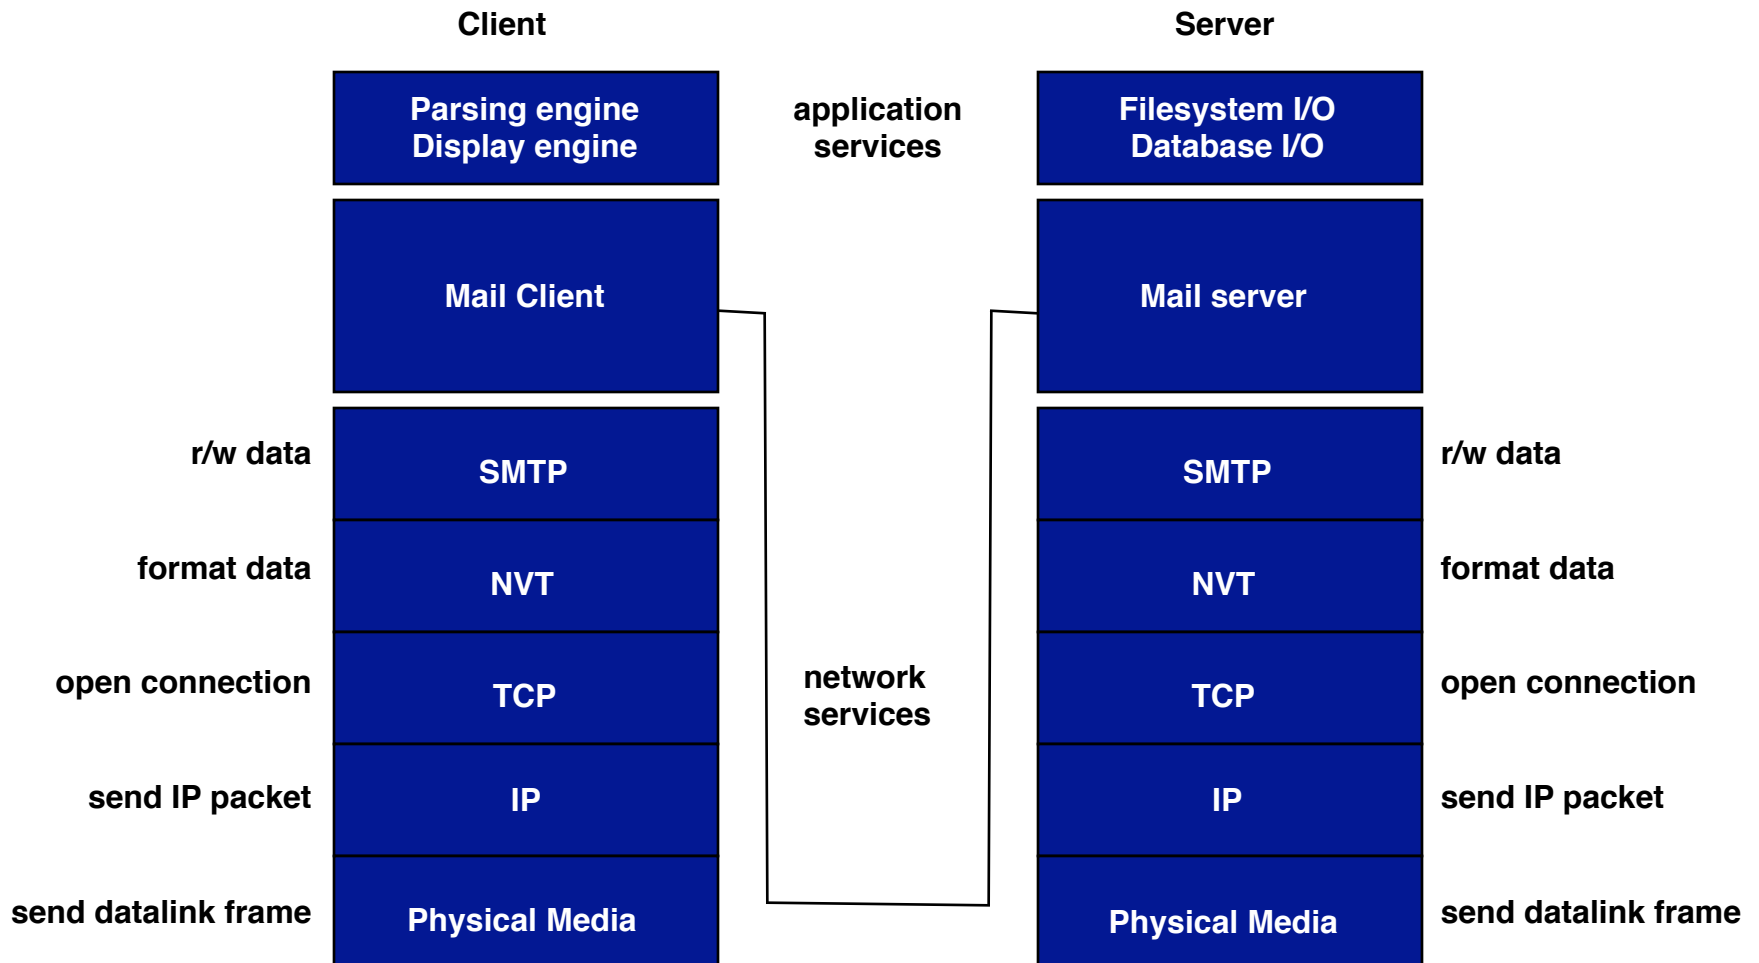 Client
Server
Parsing engine
Display engine
application
services
Filesystem I/O
Database I/O
Mail Client
Mail server
r/w data
SMTP
SMTP
r/w data
format data
NVT
NVT
format data
open connection
TCP
network
services
TCP
open connection
send IP packet
IP
IP
send IP packet
send datalink frame
Physical Media
Physical Media
send datalink frame